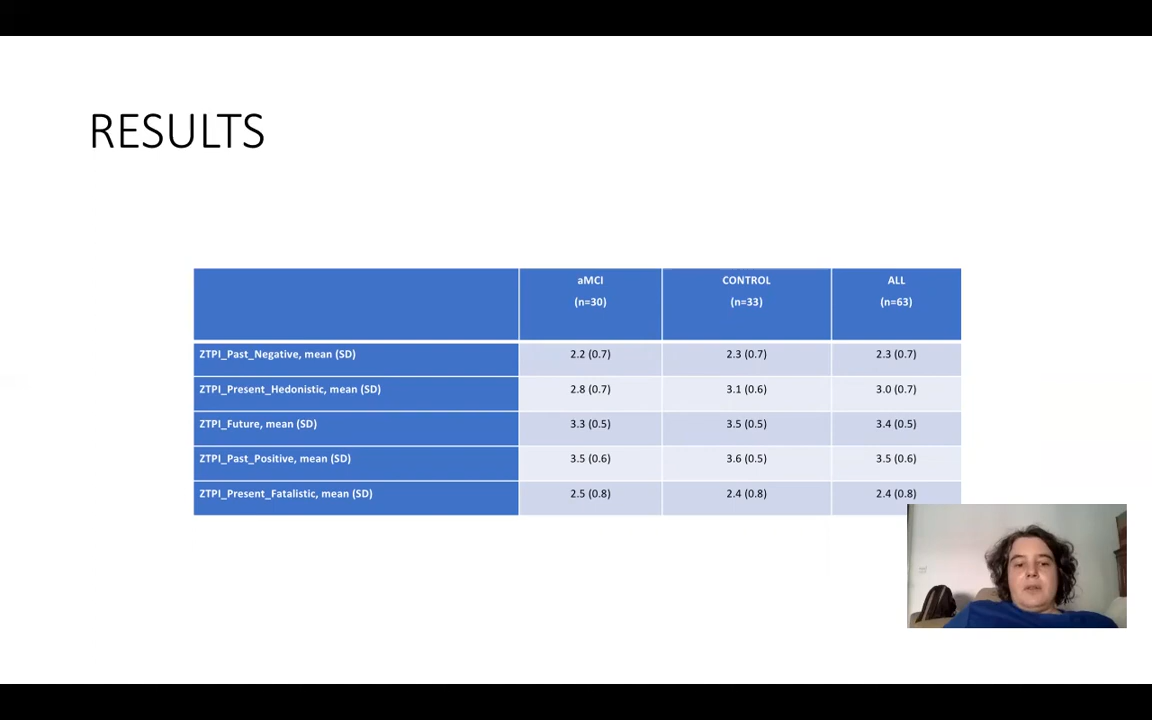 RESULTS
aMCI CONTROL ALL
(n=30) (n=33) (n=63)
ZTPI_Past_Negative, mean (SD) 2.2 (0.7) 2.3 (0.7) 2.3 (0.7)
ZTPI_Present_Hedonistic, mean (SD) 2.8 (0.7) 3.1 (0.6) 3.0 (0.7)
ZTPI_Future, mean (SD) 3.3 (0.5) 3.5 (0.5) 3.4 (0.5)
ZTPI_Past_Positive, mean (SD) 3.5 (0.6) 3.6 (0.5) 3.5 (0.6)
ZTPI_Present_Fatalistic, mean (SD) 2.5 (0.8) 2.4 (0.8) 2.4 (0.8)